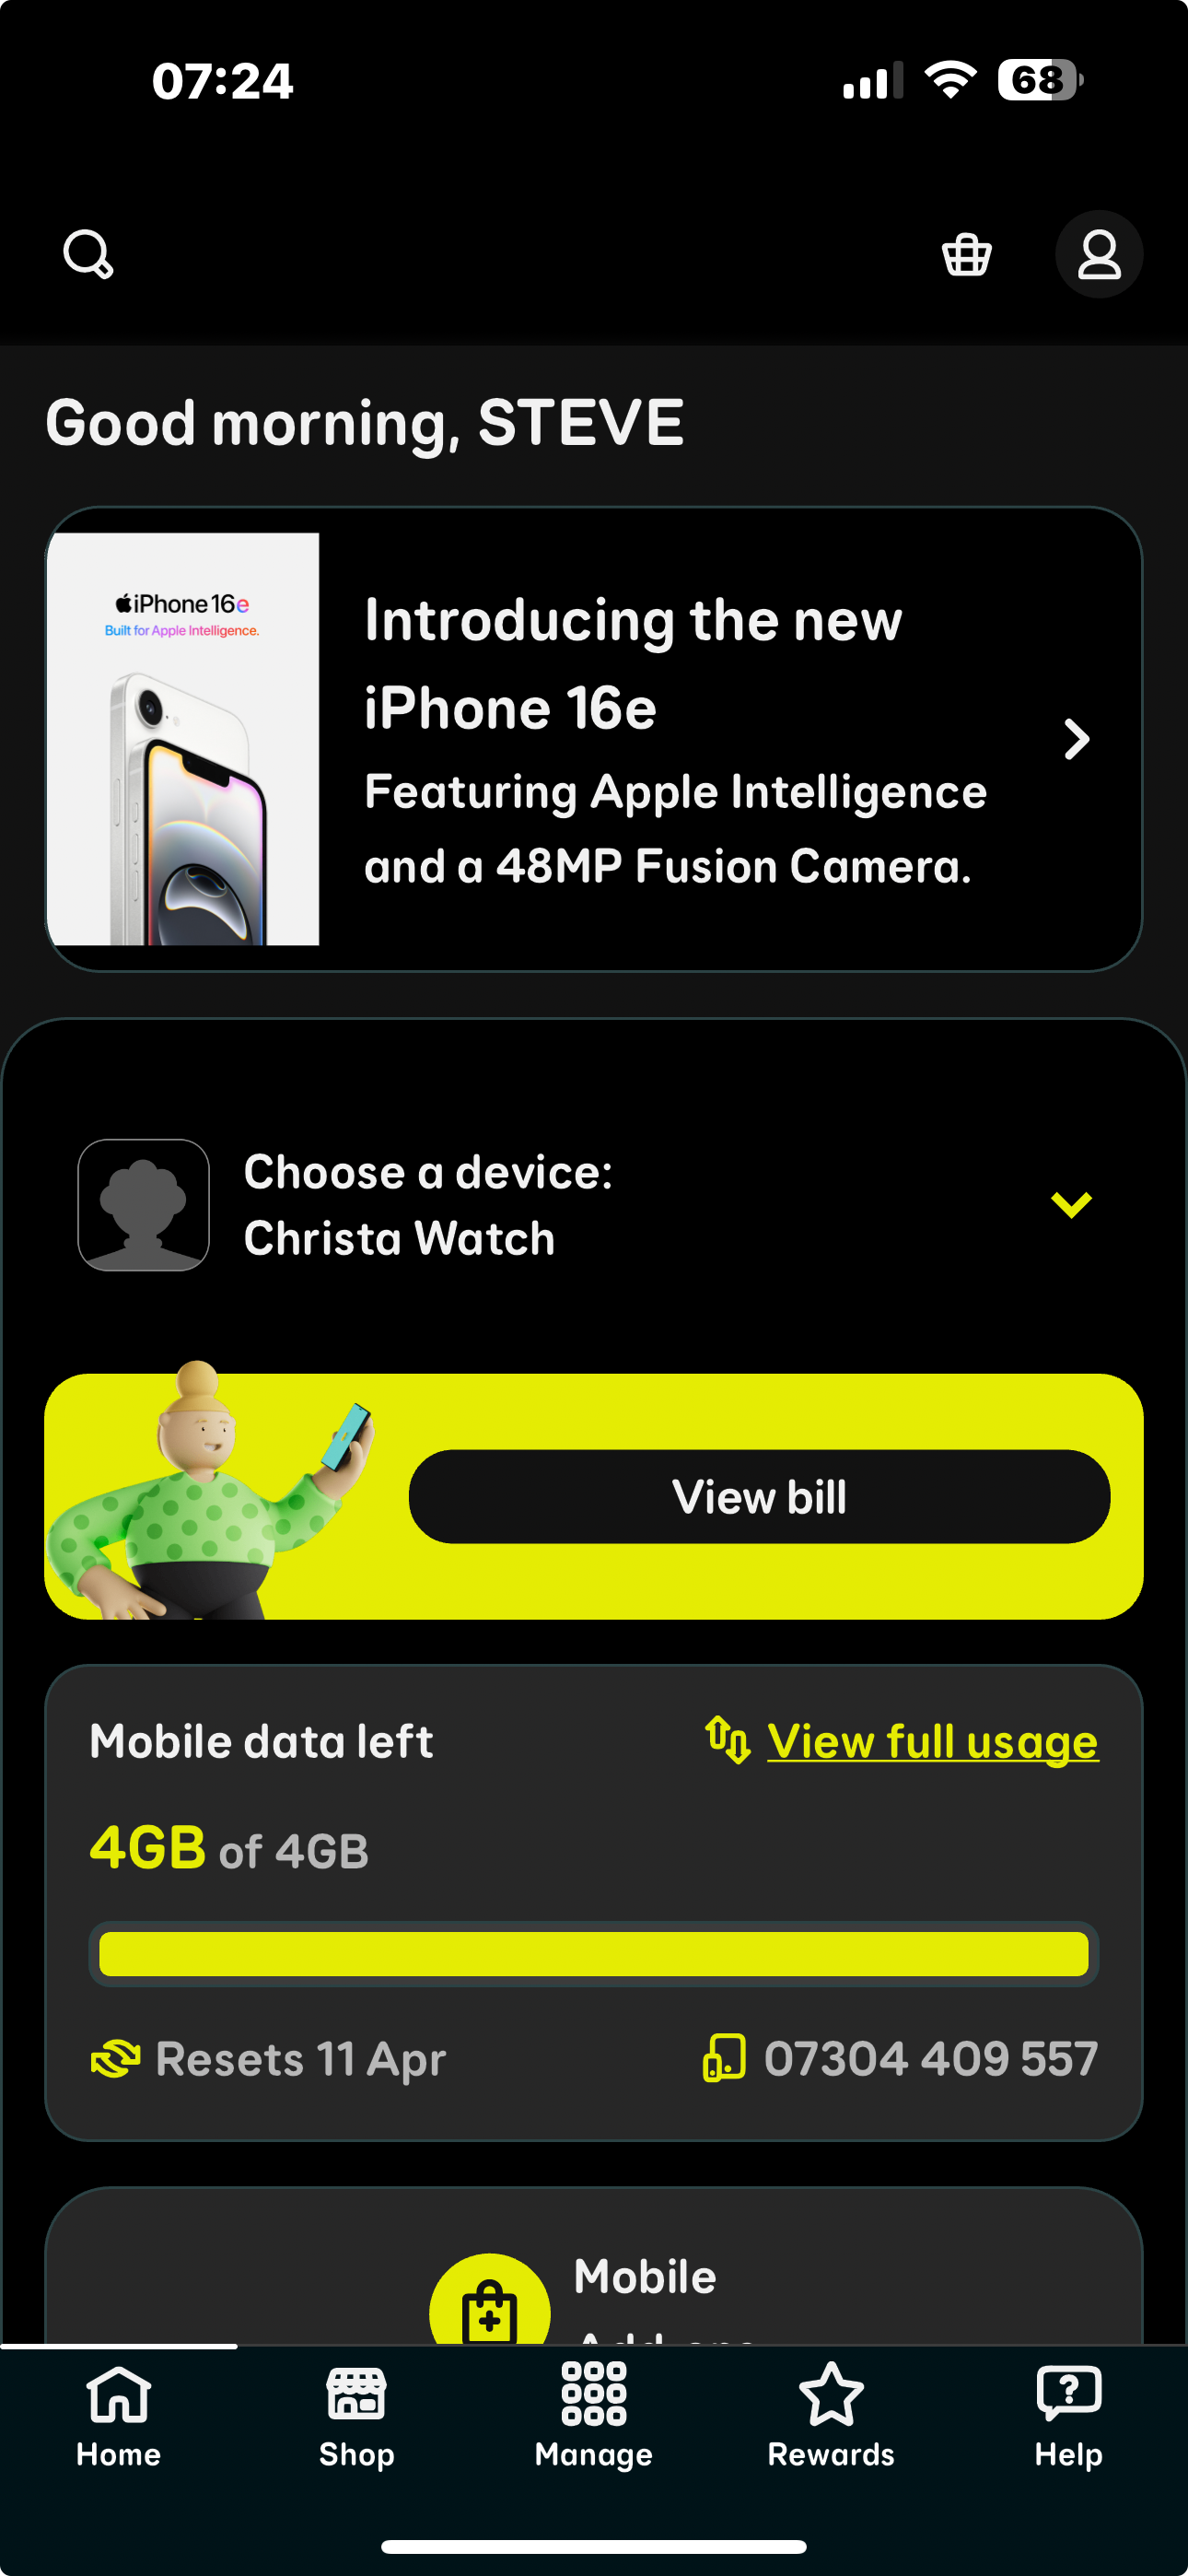 07:24
68
Good morning, STEVE
iPhone 16e
Built for Apple Intelligence.
Introducing the new
iPhone 16e
Featuring Apple Intelligence
and a 48MP Fusion Camera.
Choose a device:
Christa Watch
View bill
Mobile data left
View full usage
4GB of 4GB
Resets 11 Apr
07304 409 557
Mobile
Home
Shop
Manage
Rewards
Help